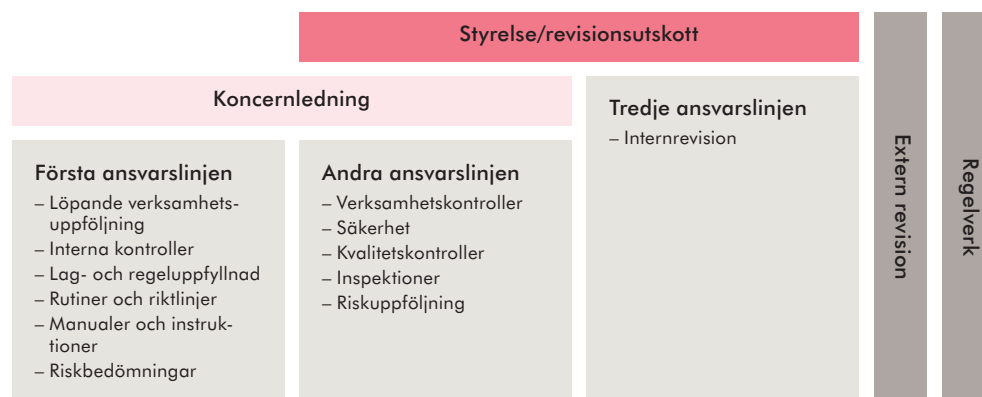 Styrelse/revisionsutskott
Koncernledning
Första ansvarslinjen
– Löpande verksamhets-
uppföljning
– Interna kontroller
– Lag- och regeluppfyllnad
– Rutiner och riktlinjer
– Manualer och instruk-
tioner
– Riskbedömningar
Andra ansvarslinjen
– Verksamhetskontroller
– Säkerhet
– Kvalitetskontroller
– Inspektioner
– Riskuppföljning
Tredje ansvarslinjen
– Internrevision
Extern revision
Regelverk